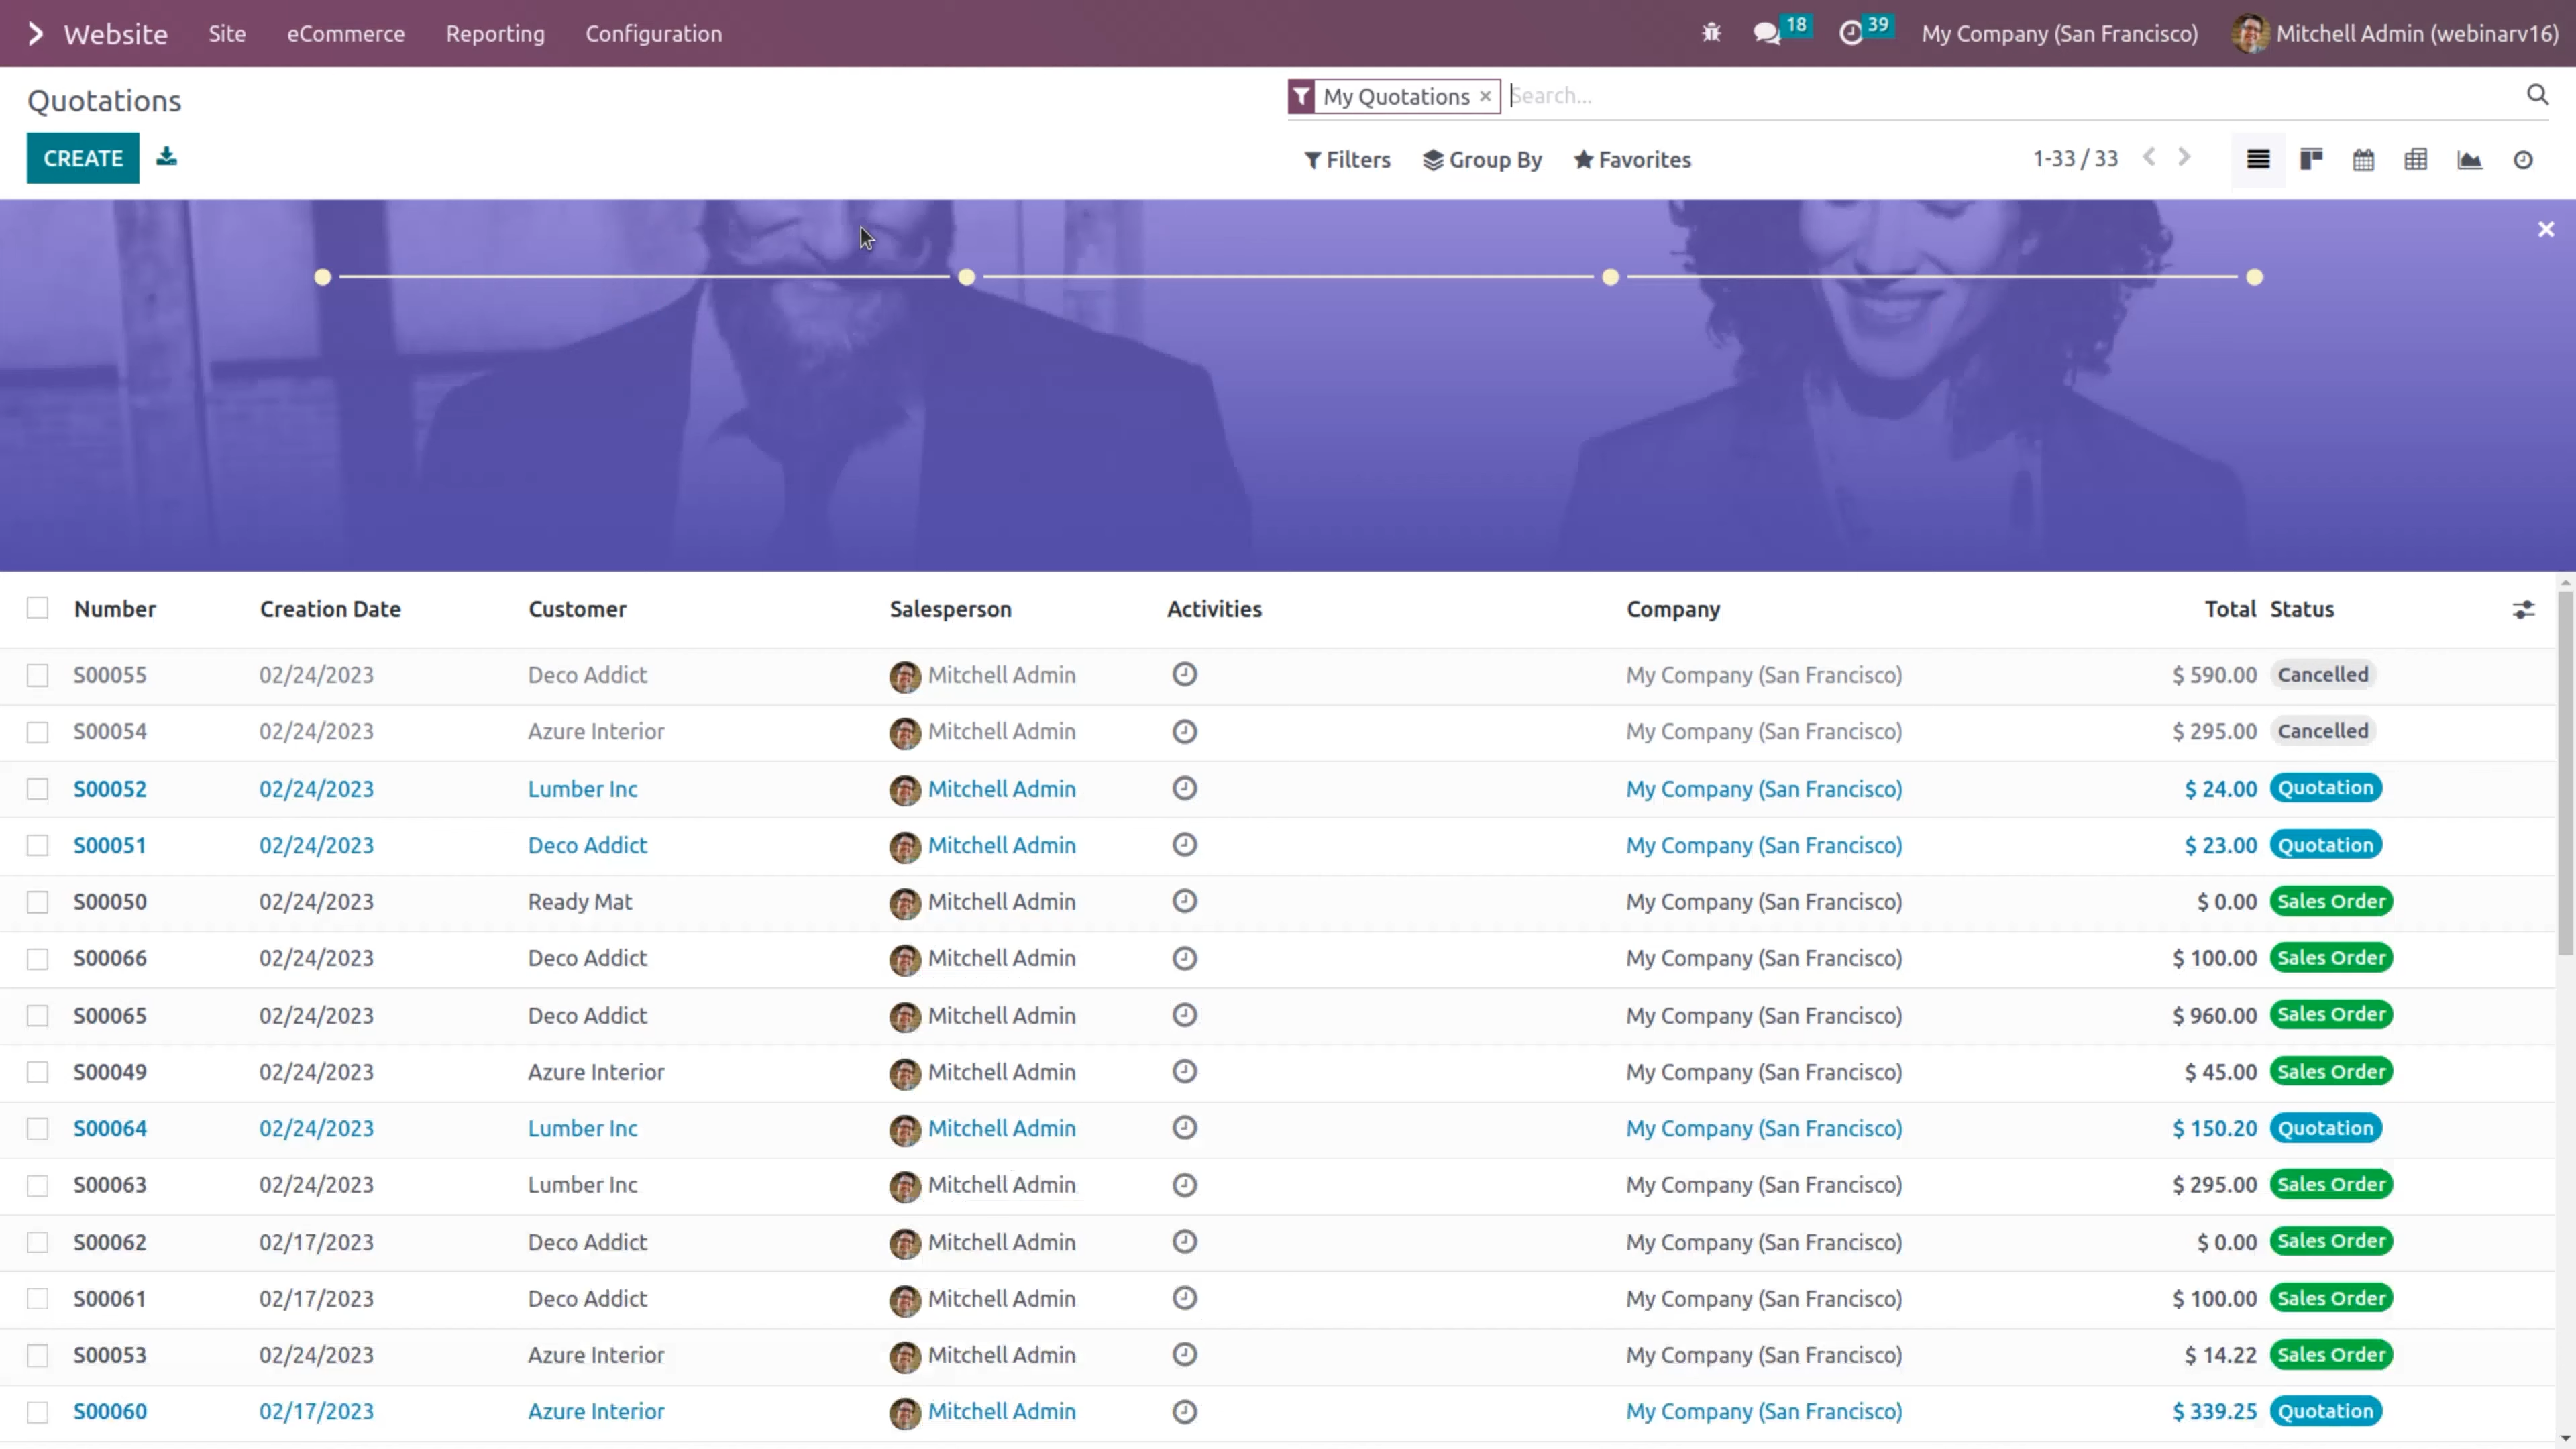 Website Site eCommerce Reporting Configuration 18 39 My Company (San Francisco) Mitchell Admin (webinarv16)
Quotations My Quotations × Search...
CREATE Filters Group By Favorites 1-33 / 33
Number Creation Date Customer Salesperson Activities Company Total Status
S00055 02/24/2023 Deco Addict Mitchell Admin My Company (San Francisco) $ 590.00 Cancelled
S00054 02/24/2023 Azure Interior Mitchell Admin My Company (San Francisco) $ 295.00 Cancelled
S00052 02/24/2023 Lumber Inc Mitchell Admin My Company (San Francisco) $ 24.00 Quotation
S00051 02/24/2023 Deco Addict Mitchell Admin My Company (San Francisco) $ 23.00 Quotation
S00050 02/24/2023 Ready Mat Mitchell Admin My Company (San Francisco) $ 0.00 Sales Order
S00066 02/24/2023 Deco Addict Mitchell Admin My Company (San Francisco) $ 100.00 Sales Order
S00065 02/24/2023 Deco Addict Mitchell Admin My Company (San Francisco) $ 960.00 Sales Order
S00049 02/24/2023 Azure Interior Mitchell Admin My Company (San Francisco) $ 45.00 Sales Order
S00064 02/24/2023 Lumber Inc Mitchell Admin My Company (San Francisco) $ 150.20 Quotation
S00063 02/24/2023 Lumber Inc Mitchell Admin My Company (San Francisco) $ 295.00 Sales Order
S00062 02/17/2023 Deco Addict Mitchell Admin My Company (San Francisco) $ 0.00 Sales Order
S00061 02/17/2023 Deco Addict Mitchell Admin My Company (San Francisco) $ 100.00 Sales Order
S00053 02/24/2023 Azure Interior Mitchell Admin My Company (San Francisco) $ 14.22 Sales Order
S00060 02/17/2023 Azure Interior Mitchell Admin My Company (San Francisco) $ 339.25 Quotation